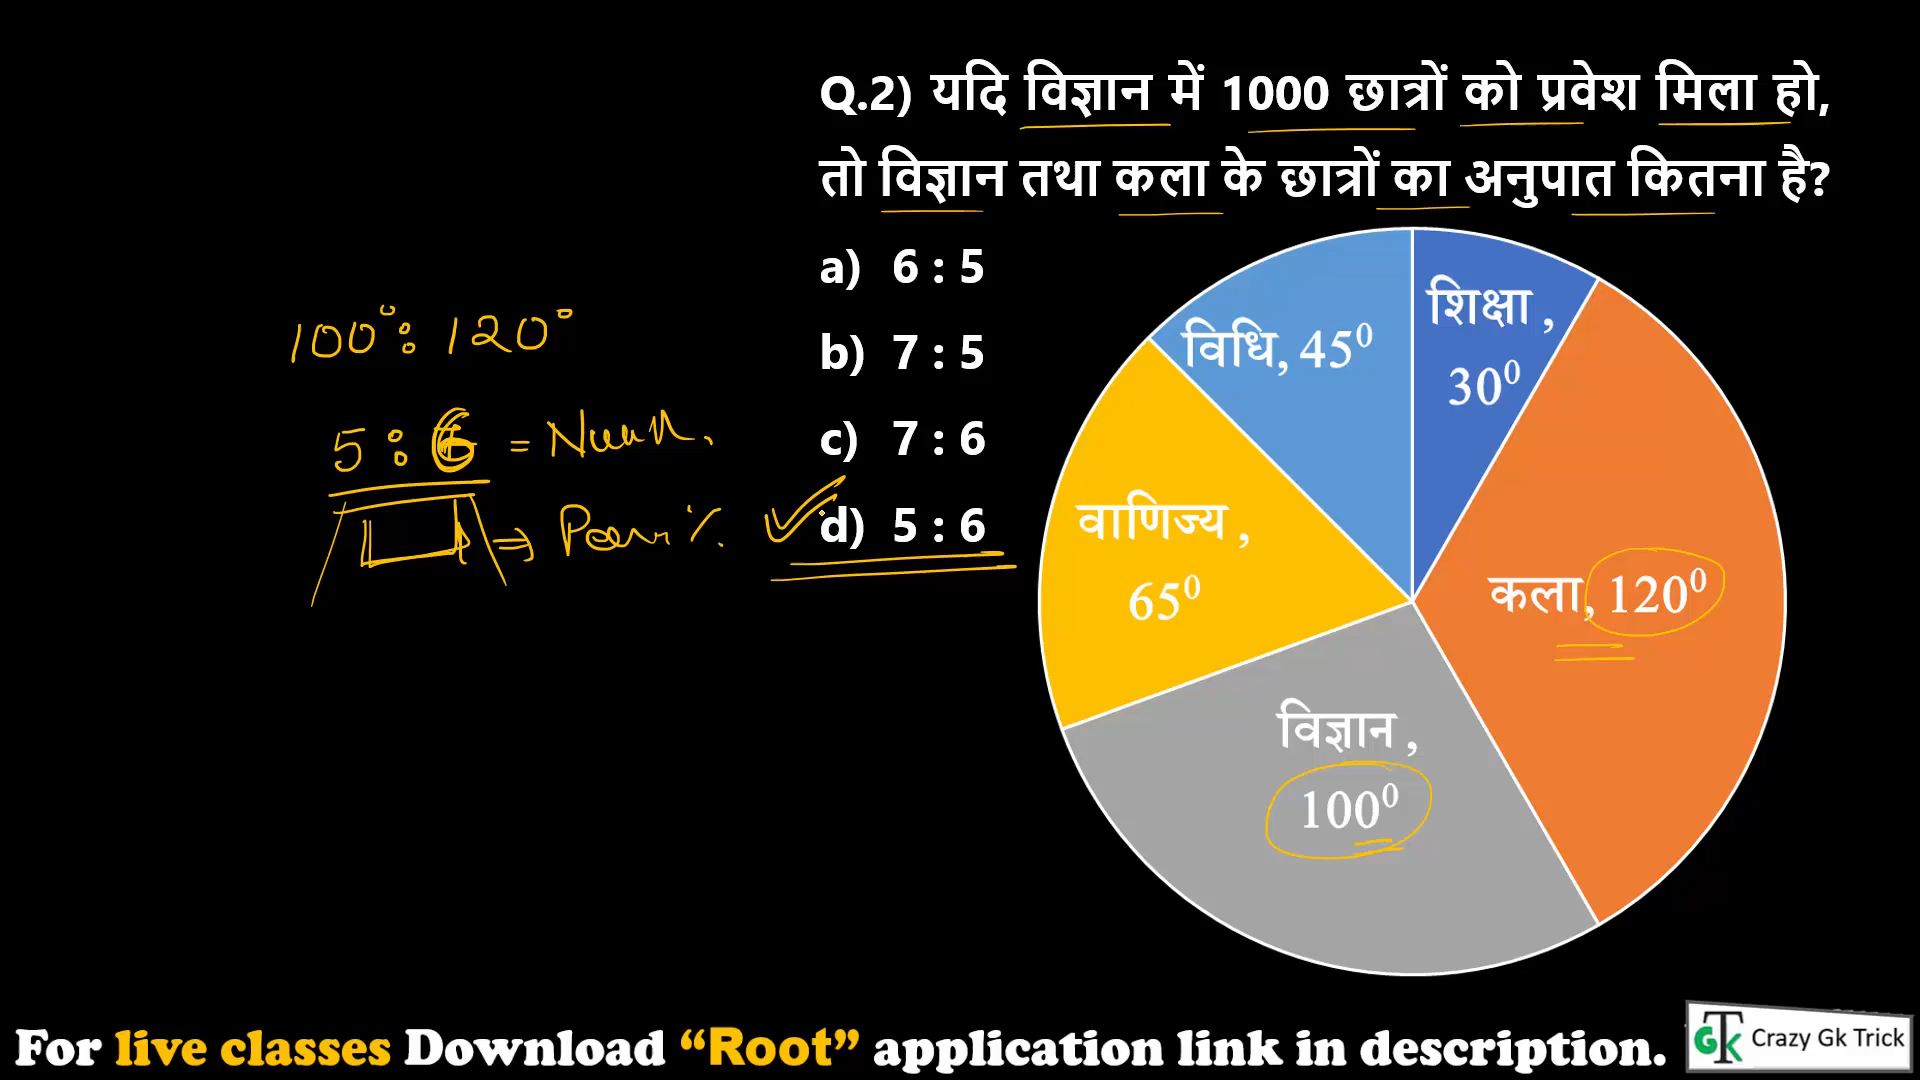 Q.2) यदि विज्ञान में 1000 छात्रों को प्रवेश मिला हो,
तो विज्ञान तथा कला के छात्रों का अनुपात कितना है?
a) 6 : 5
b) 7 : 5
c) 7 : 6
d) 5 : 6
100° : 120°
5 : 6 =
विधि, 45⁰
शिक्षा ,
30⁰
वाणिज्य ,
65⁰
कला, 120⁰
विज्ञान ,
100⁰
For live classes Download “Root” application link in description.
GTK Crazy Gk Trick